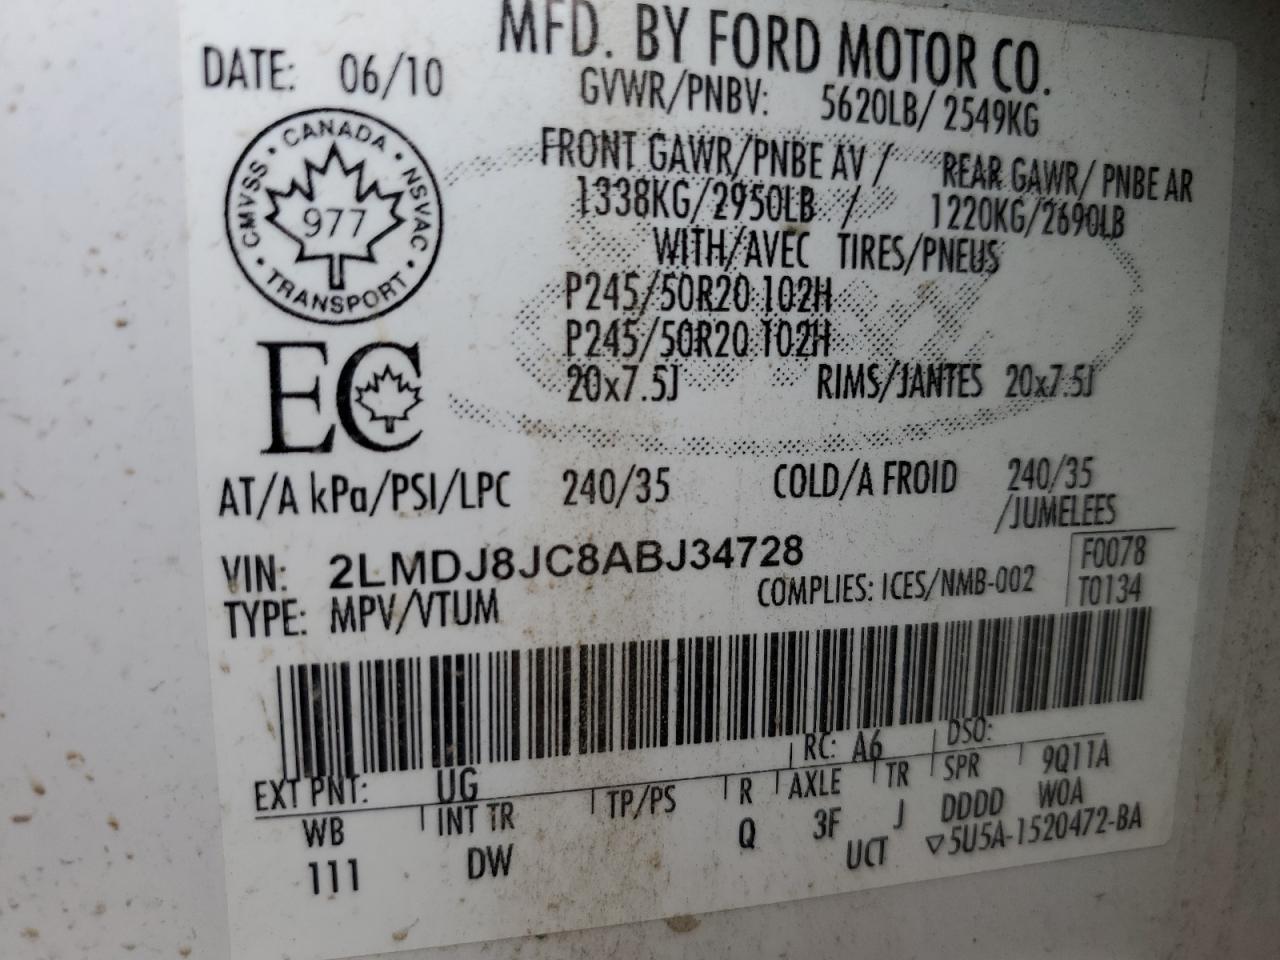 MFD. BY FORD MOTOR CO.
DATE: 06/10
GVWR/PNBV: 5620LB/ 2549KG
CANADA · NSVAC · TRANSPORT · CMVSS ·
977
FRONT GAWR/PNBE AV / REAR GAWR/ PNBE AR
1338KG/2950LB / 1220KG/2690LB
WITH/AVEC TIRES/PNEUS
P245/50R20 102H
P245/50R20 102H
EC
20x7.5J RIMS/JANTES 20x7.5J
AT/A kPa/PSI/LPC 240/35 COLD/A FROID 240/35
/JUMELEES
VIN: 2LMDJ8JC8ABJ34728
F0078
TYPE: MPV/VTUM COMPLIES: ICES/NMB-002 T0134
EXT PNT: UG RC: A6 DSO:
WB INT TR TP/PS R AXLE TR SPR 9Q11A
111 DW Q 3F J DDDD W0A
UCT ▽5U5A-1520472-BA